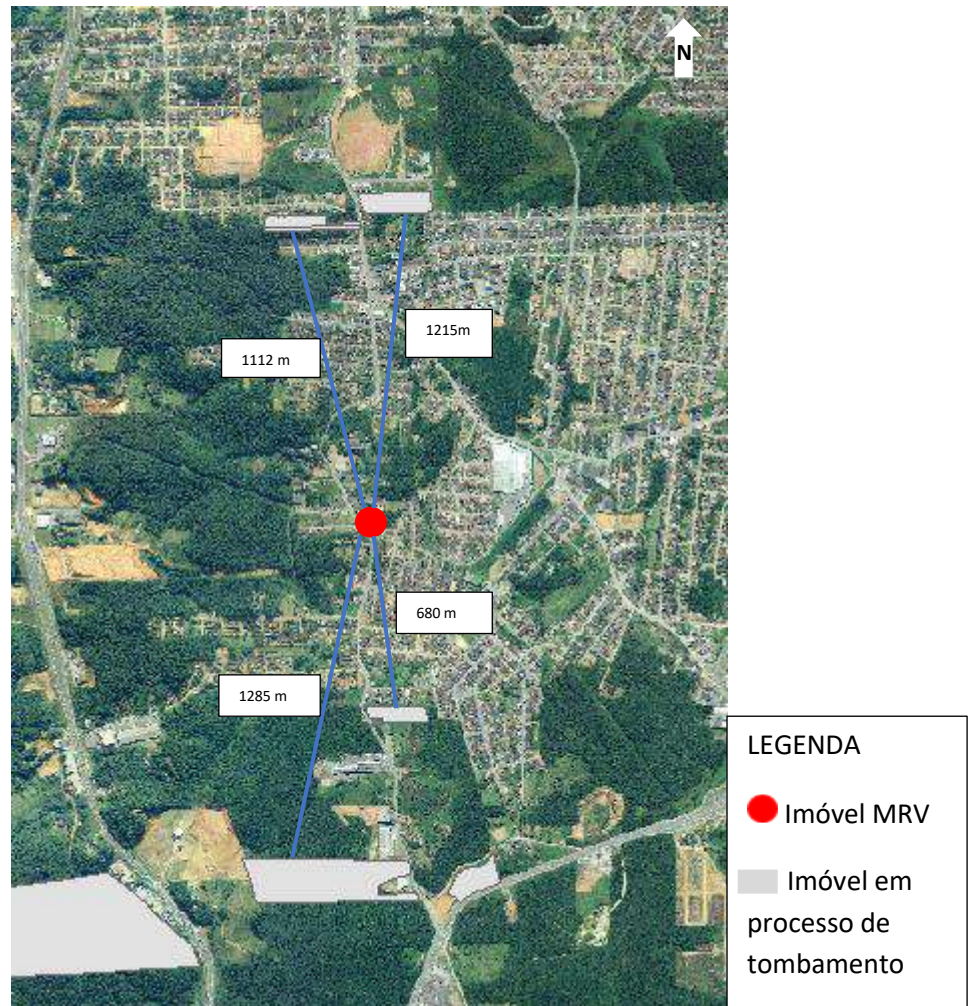 N
1215m
1112 m
680 m
1285 m
LEGENDA
Imóvel MRV
Imóvel em
processo de
tombamento